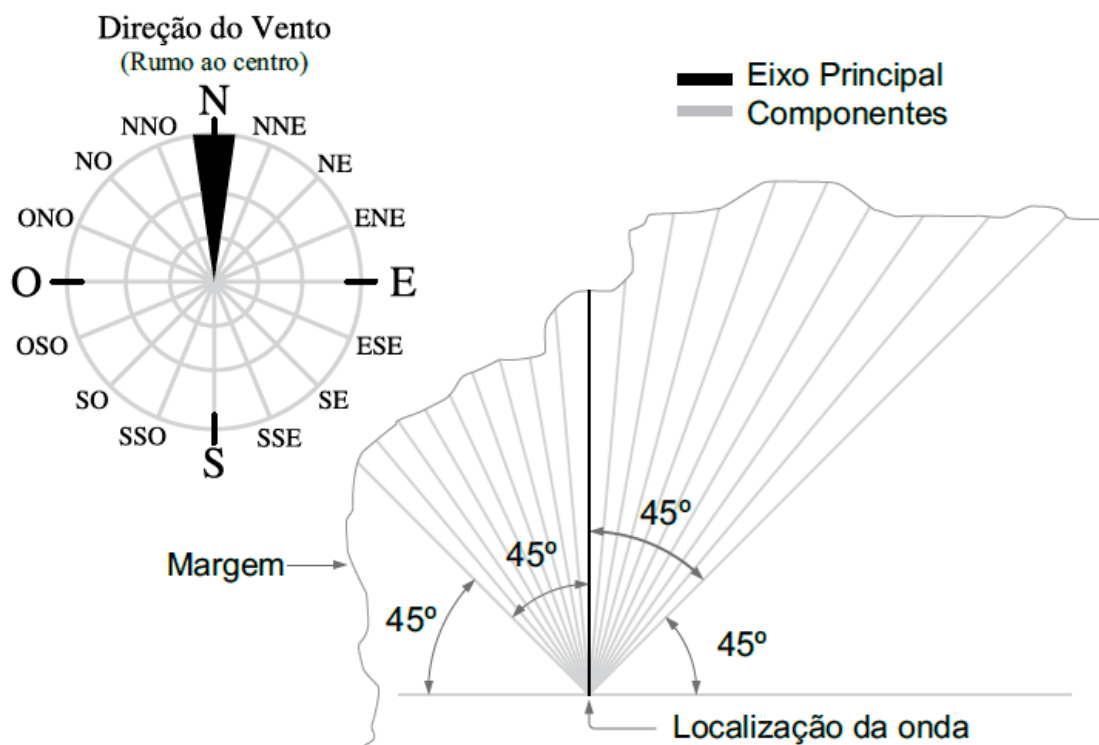 Direção do Vento
(Rumo ao centro)
N
NNO
NNE
NO
NE
ONO
ENE
O
E
OSO
ESE
SO
SE
SSO
SSE
S
Eixo Principal
Componentes
Margem
45º
45º
45º
45º
Localização da onda